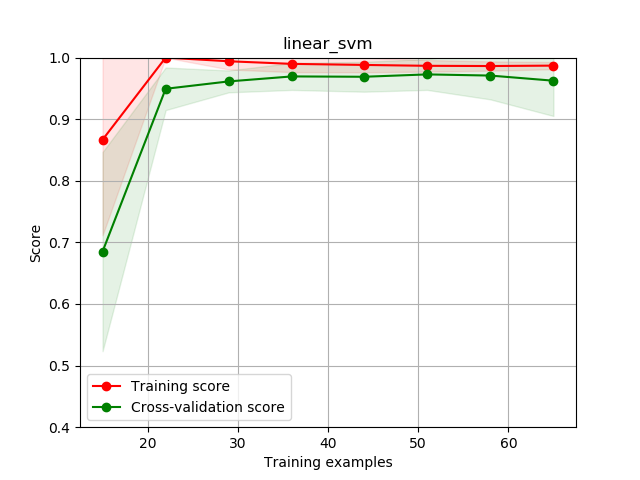 linear_svm
1.0
0.9
0.8
0.7
0.6
0.5
0.4
Score
Training score
Cross-validation score
20 30 40 50 60
Training examples